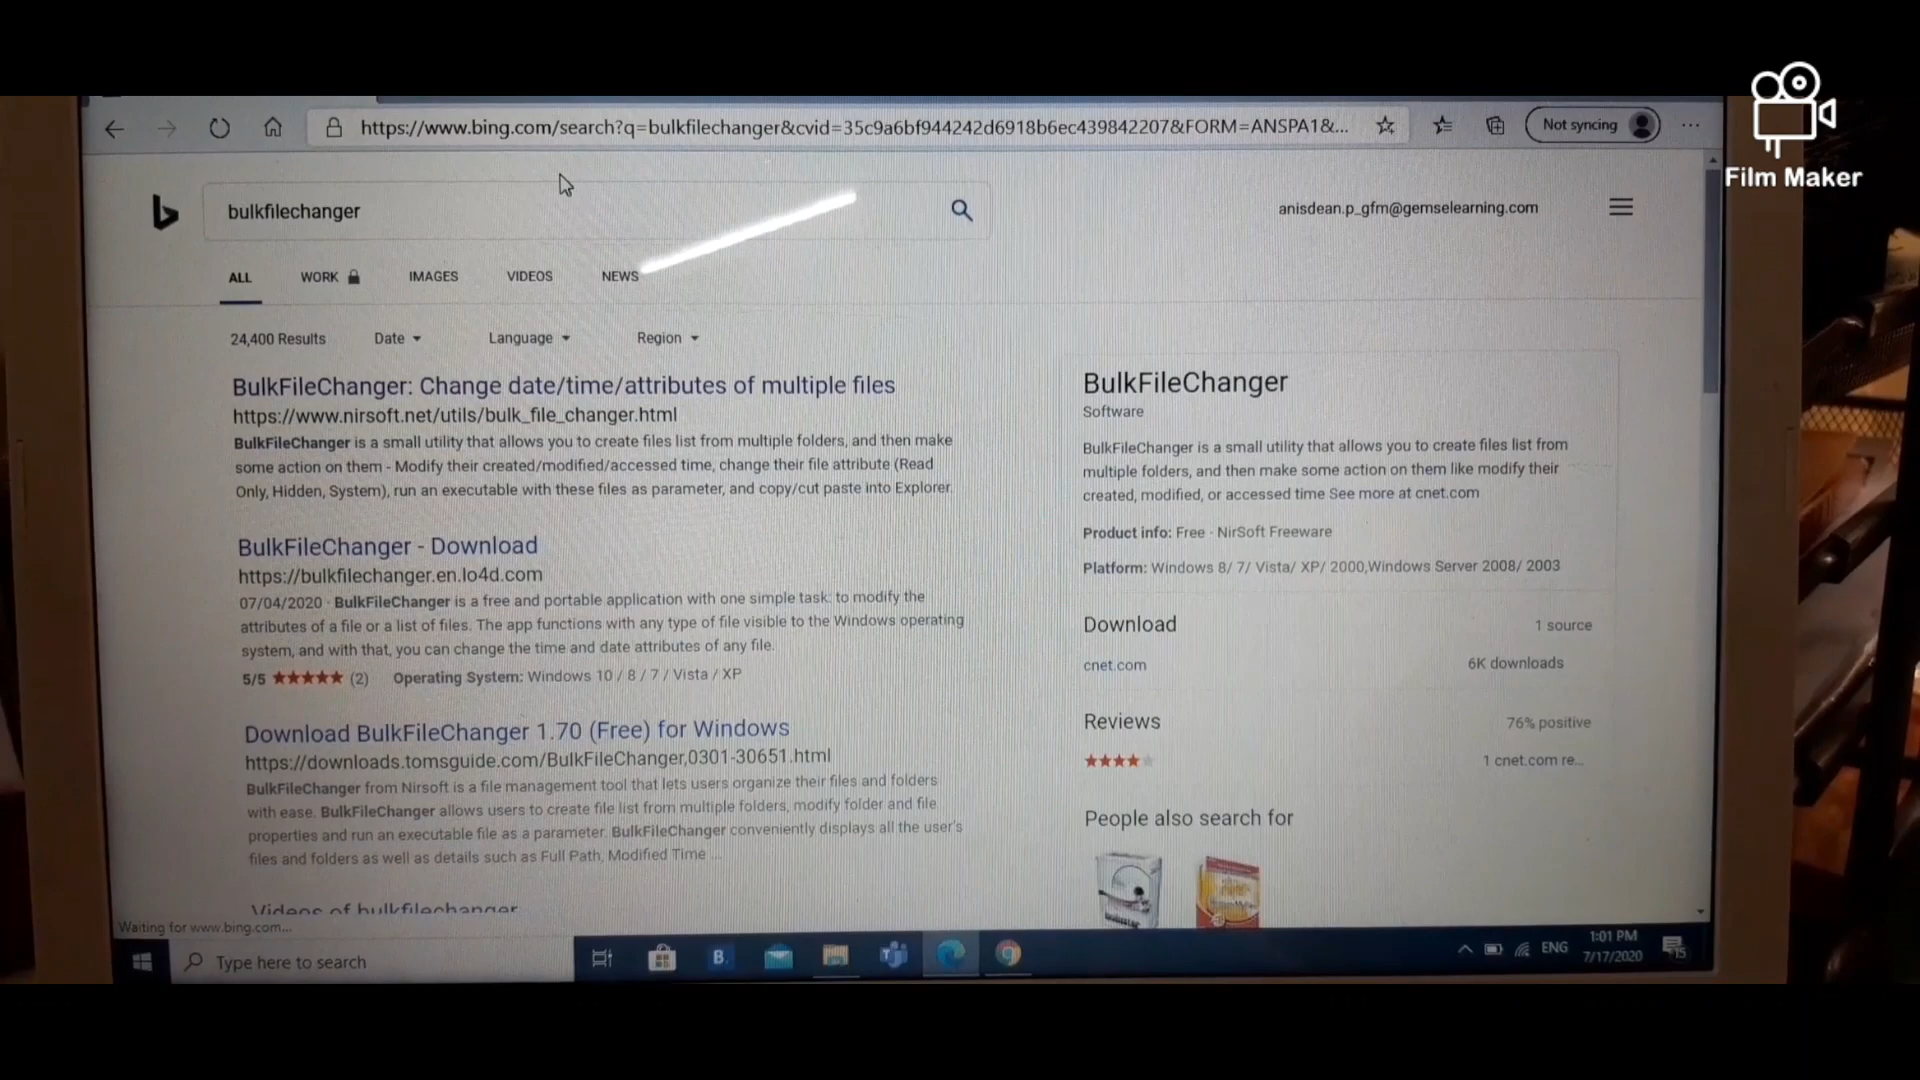 https://www.bing.com/search?q=bulkfilechanger&cvid=35c9a6bf944242d6918b6ec439842207&FORM=ANSPA1&...
Not syncing
Film Maker
bulkfilechanger
anisdean.p_gfm@gemselearning.com
ALL WORK IMAGES VIDEOS NEWS
24,400 Results Date Language Region
BulkFileChanger: Change date/time/attributes of multiple files
https://www.nirsoft.net/utils/bulk_file_changer.html
BulkFileChanger is a small utility that allows you to create files list from multiple folders, and then make
some action on them - Modify their created/modified/accessed time, change their file attribute (Read
Only, Hidden, System), run an executable with these files as parameter, and copy/cut paste into Explorer.
BulkFileChanger - Download
https://bulkfilechanger.en.lo4d.com
07/04/2020 · BulkFileChanger is a free and portable application with one simple task: to modify the
attributes of a file or a list of files. The app functions with any type of file visible to the Windows operating
system, and with that, you can change the time and date attributes of any file.
5/5 (2) Operating System: Windows 10 / 8 / 7 / Vista / XP
Download BulkFileChanger 1.70 (Free) for Windows
https://downloads.tomsguide.com/BulkFileChanger,0301-30651.html
BulkFileChanger from Nirsoft is a file management tool that lets users organize their files and folders
with ease. BulkFileChanger allows users to create file list from multiple folders, modify folder and file
properties and run an executable file as a parameter. BulkFileChanger conveniently displays all the user's
files and folders as well as details such as Full Path, Modified Time ...
Videos of bulkfilechanger
BulkFileChanger
Software
BulkFileChanger is a small utility that allows you to create files list from
multiple folders, and then make some action on them like modify their
created, modified, or accessed time See more at cnet.com
Product info: Free · NirSoft Freeware
Platform: Windows 8/ 7/ Vista/ XP/ 2000,Windows Server 2008/ 2003
Download 1 source
cnet.com 6K downloads
Reviews 76% positive
1 cnet.com re...
People also search for
Waiting for www.bing.com...
Type here to search
B.
ENG
1:01 PM
7/17/2020
15